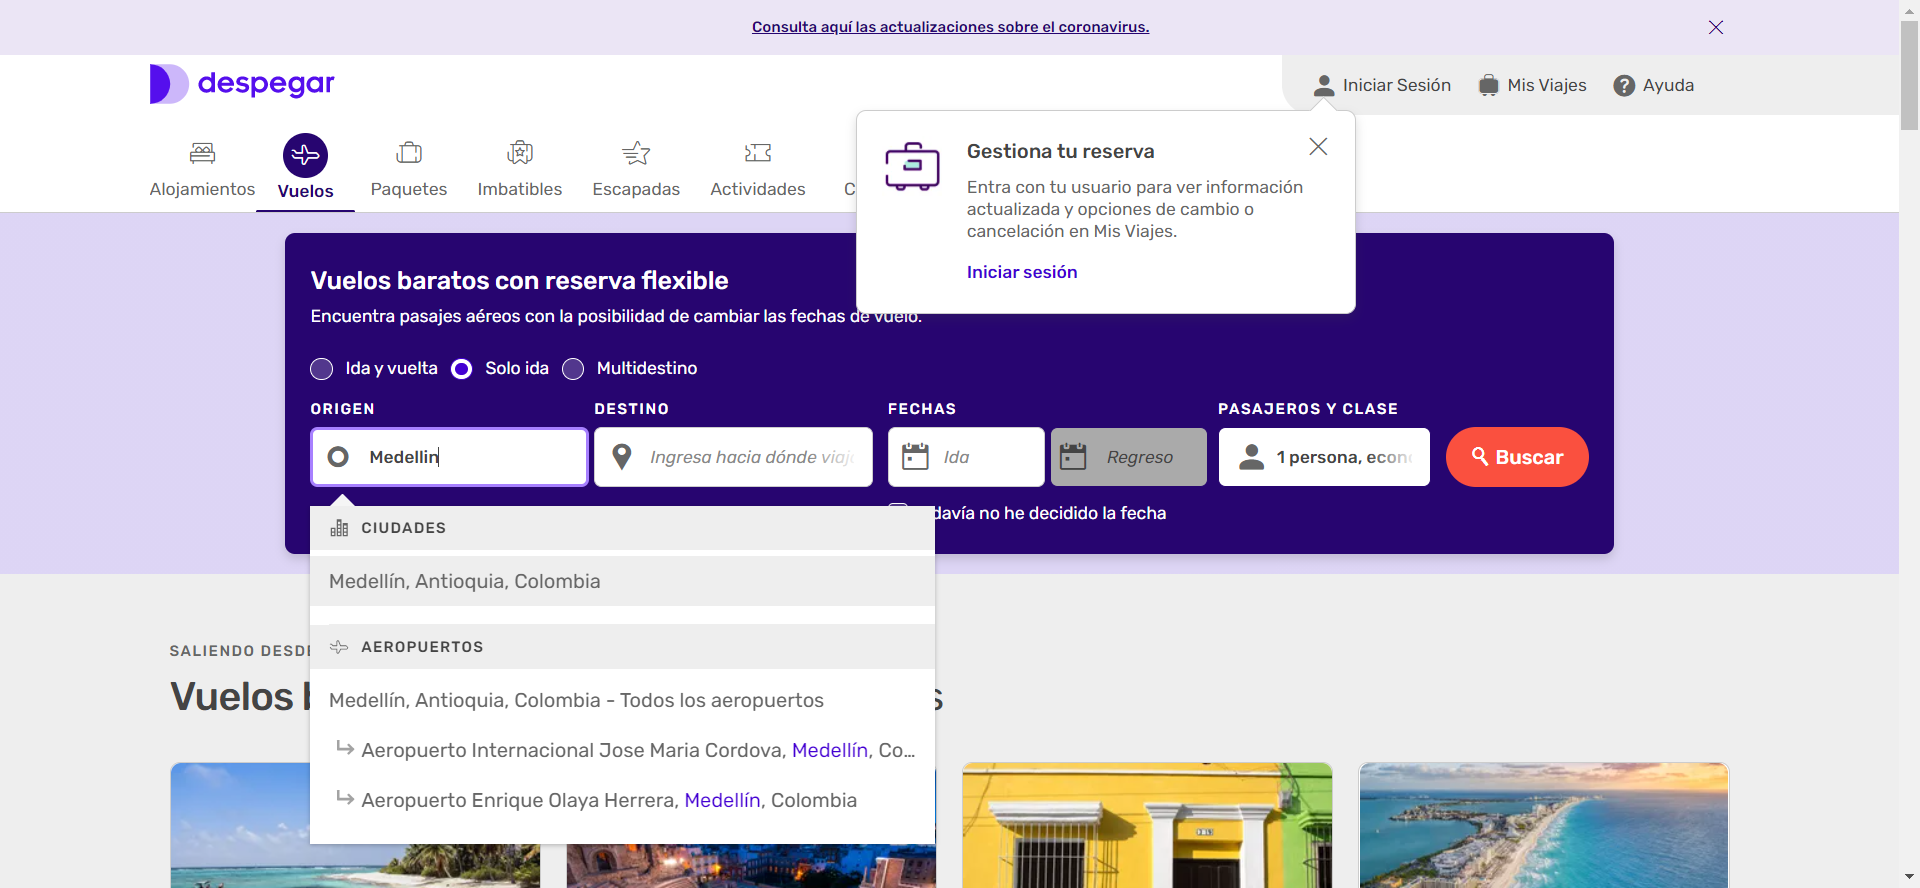 Consulta aquí las actualizaciones sobre el coronavirus.
despegar
Iniciar Sesión
Mis Viajes
Ayuda
Alojamientos
Vuelos
Paquetes
Imbatibles
Escapadas
Actividades
C
Gestiona tu reserva
Entra con tu usuario para ver información
actualizada y opciones de cambio o
cancelación en Mis Viajes.
Iniciar sesión
Vuelos baratos con reserva flexible
Encuentra pasajes aéreos con la posibilidad de cambiar las fechas de vuelo.
Ida y vuelta
Solo ida
Multidestino
ORIGEN
DESTINO
FECHAS
PASAJEROS Y CLASE
Medellin
Ingresa hacia dónde viaj
Ida
Regreso
1 persona, econ
Buscar
davía no he decidido la fecha
CIUDADES
Medellín, Antioquia, Colombia
AEROPUERTOS
Medellín, Antioquia, Colombia - Todos los aeropuertos
Aeropuerto Internacional Jose Maria Cordova, Medellín, Co...
Aeropuerto Enrique Olaya Herrera, Medellín, Colombia
SALIENDO DESDE
Vuelos b
s